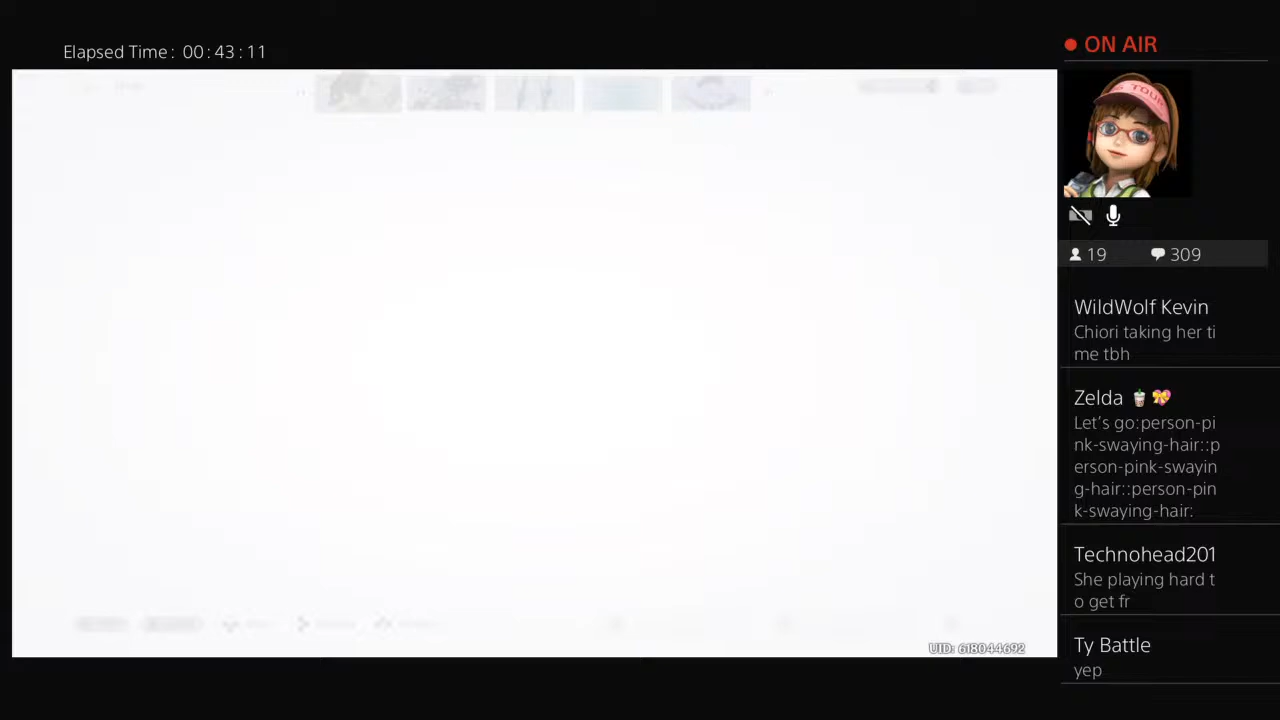 Elapsed Time: 00:43:11
ON AIR
19 309
WildWolf Kevin
Chiori taking her ti
me tbh
Zelda 🧋💝
Let’s go:person-pi
nk-swaying-hair::p
erson-pink-swayin
g-hair::person-pin
k-swaying-hair:
Technohead201
She playing hard t
o get fr
Ty Battle
yep
UID: 618044692